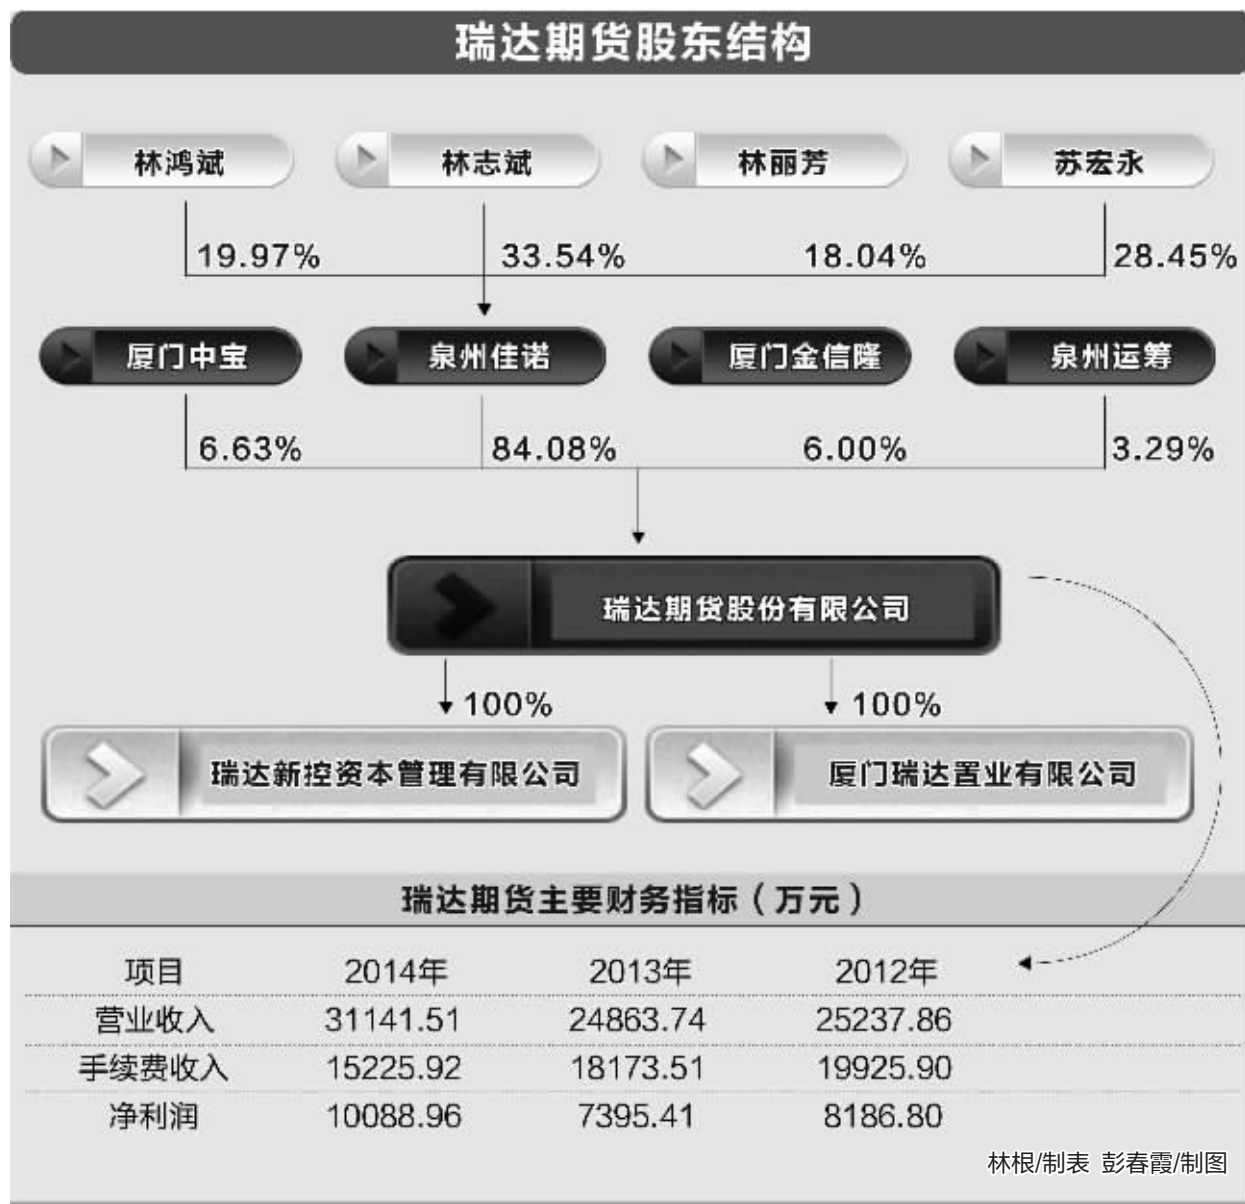 瑞达期货股东结构
林鸿斌 林志斌 林丽芳 苏宏永
19.97% 33.54% 18.04% 28.45%
厦门中宝 泉州佳诺 厦门金信隆 泉州运筹
6.63% 84.08% 6.00% 3.29%
瑞达期货股份有限公司
100% 100%
瑞达新控资本管理有限公司 厦门瑞达置业有限公司
瑞达期货主要财务指标（万元）
项目 2014年 2013年 2012年
营业收入 31141.51 24863.74 25237.86
手续费收入 15225.92 18173.51 19925.90
净利润 10088.96 7395.41 8186.80
林根/制表 彭春霞/制图